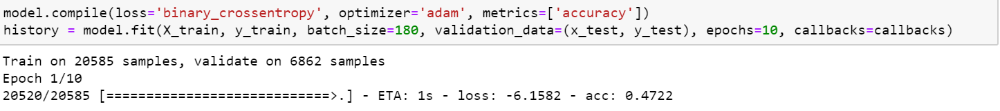 model.compile(loss='binary_crossentropy', optimizer='adam', metrics=['accuracy'])
history = model.fit(X_train, y_train, batch_size=180, validation_data=(x_test, y_test), epochs=10, callbacks=callbacks)
Train on 20585 samples, validate on 6862 samples
Epoch 1/10
20520/20585 [============================>.] - ETA: 1s - loss: -6.1582 - acc: 0.4722